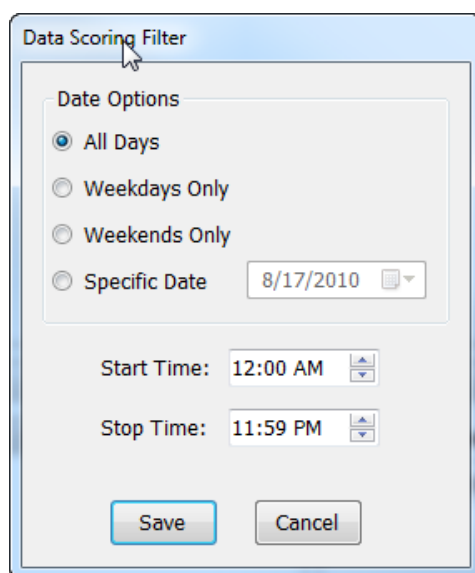 Data Scoring Filter
Date Options
All Days
Weekdays Only
Weekends Only
Specific Date 8/17/2010
Start Time: 12:00 AM
Stop Time: 11:59 PM
Save Cancel